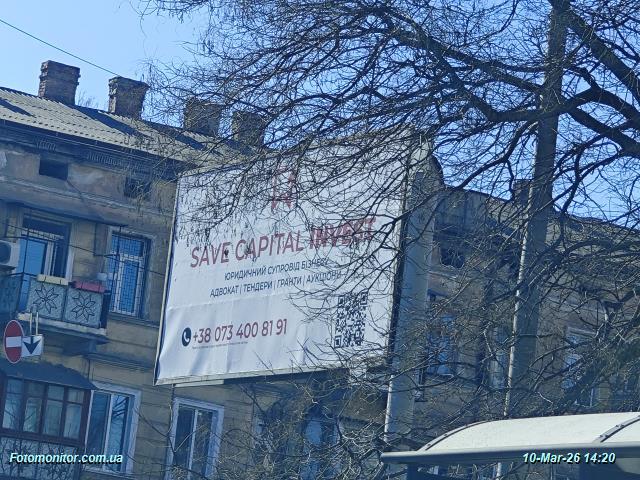 SAVE CAPITAL INVEST
ЮРИДИЧНИЙ СУПРОВІД БІЗНЕСУ
АДВОКАТ | ТЕНДЕРИ | ГРАНТИ | АУКЦІОНИ
+38 073 400 81 91
Fotomonitor.com.ua
10-Mar-26 14:20